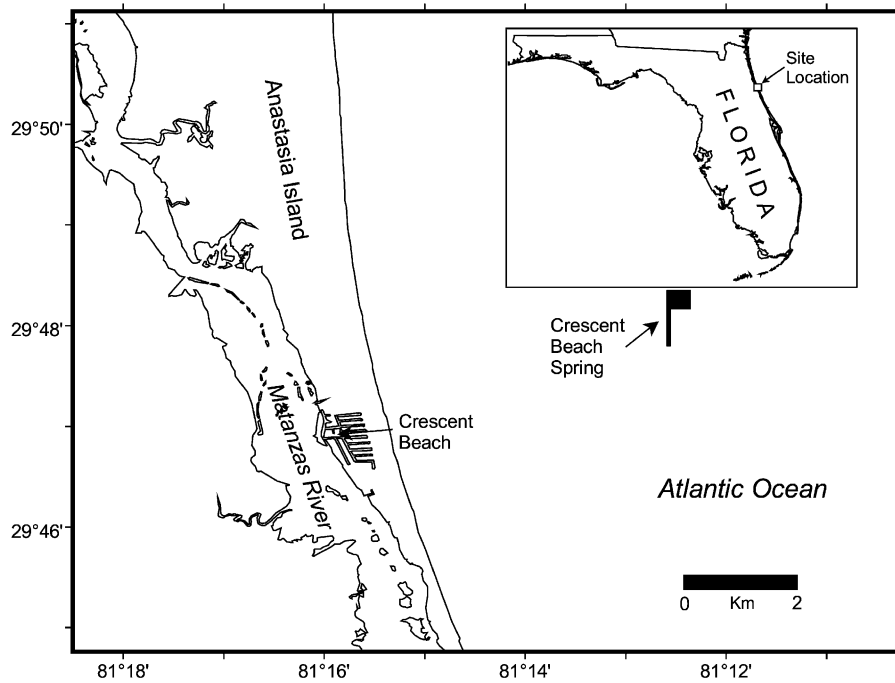 29°50'
29°48'
29°46'
Anastasia Island
Matanzas River
Crescent
Beach
Site
Location
FLORIDA
Crescent
Beach
Spring
Atlantic Ocean
0 Km 2
81°18' 81°16' 81°14' 81°12'